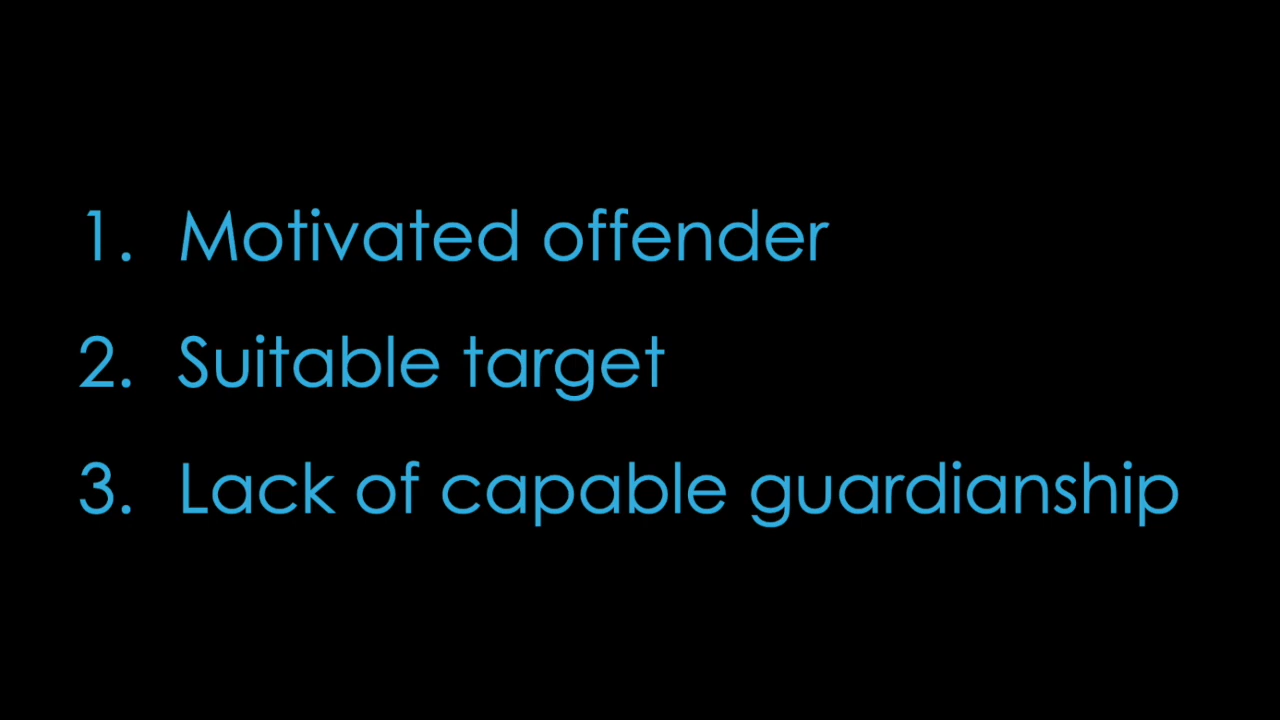 1. Motivated offender
2. Suitable target
3. Lack of capable guardianship